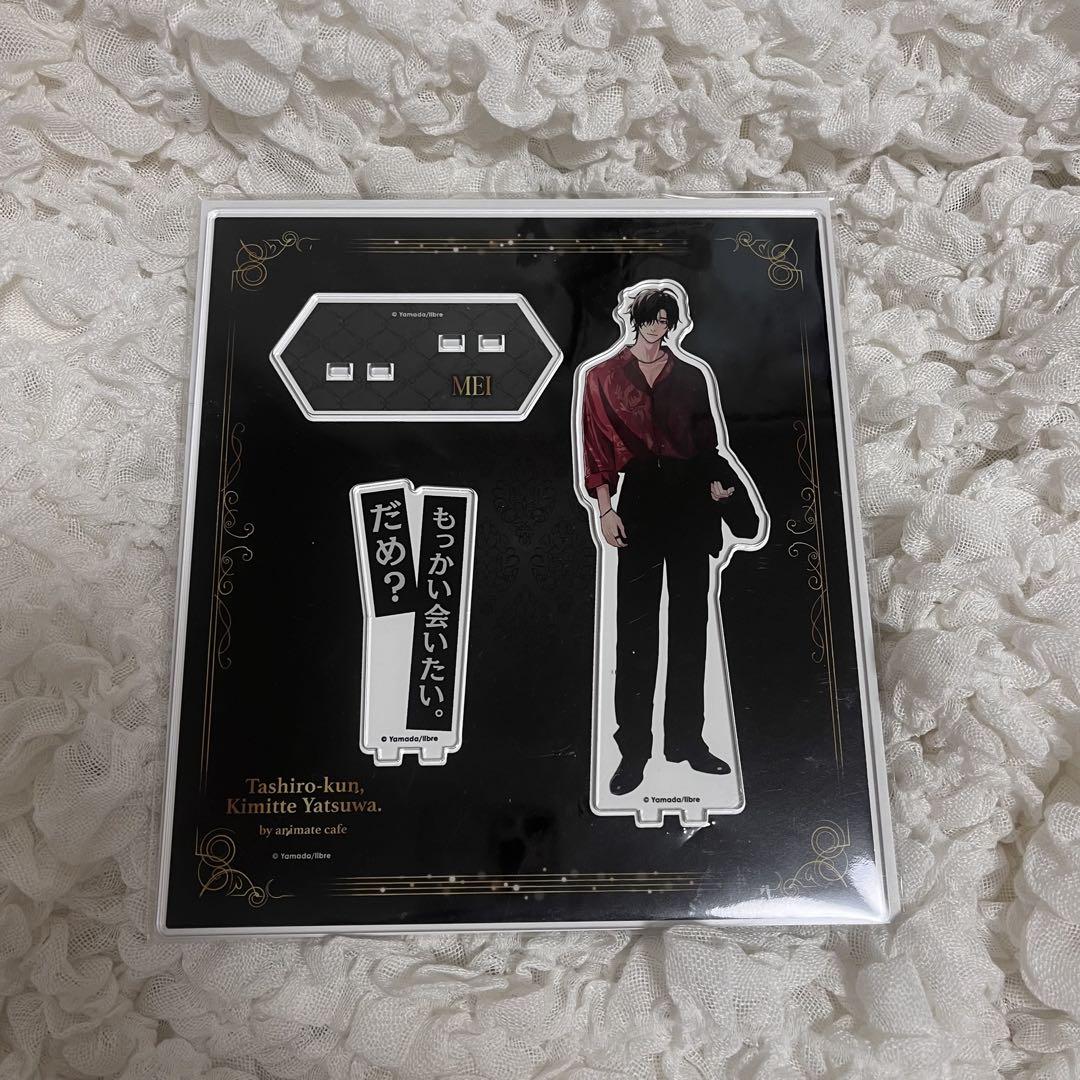 © Yamada/libre
MEI
もっかい会いたい。
だめ？
© Yamada/libre
© Yamada/libre
Tashiro-kun,
Kimitte Yatsuwa.
by animate cafe
© Yamada/libre